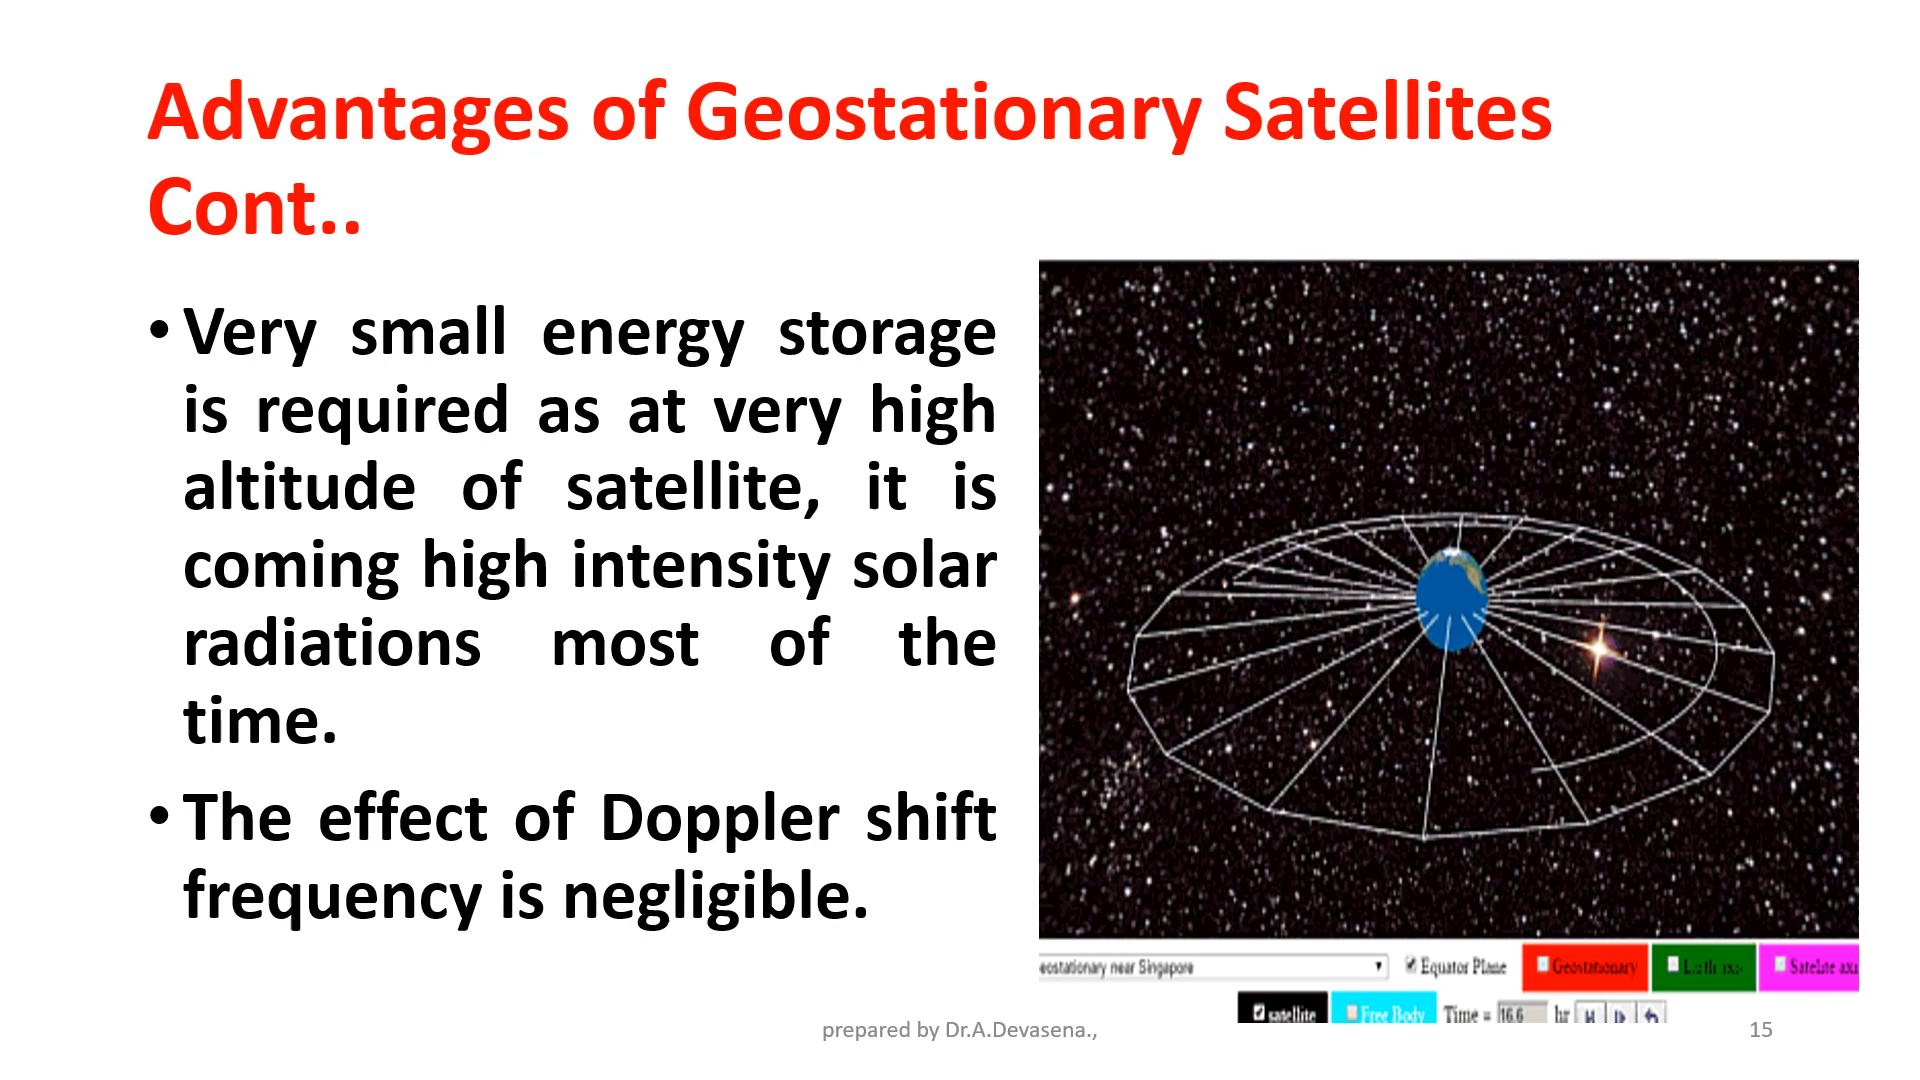 Advantages of Geostationary Satellites
Cont..
• Very small energy storage
is required as at very high
altitude of satellite, it is
coming high intensity solar
radiations most of the
time.
• The effect of Doppler shift
frequency is negligible.
eostationary near Singapore Equator Plane Geostationary Satelite axi
satellite Free Body Time = 16.6 hr
prepared by Dr.A.Devasena., 15